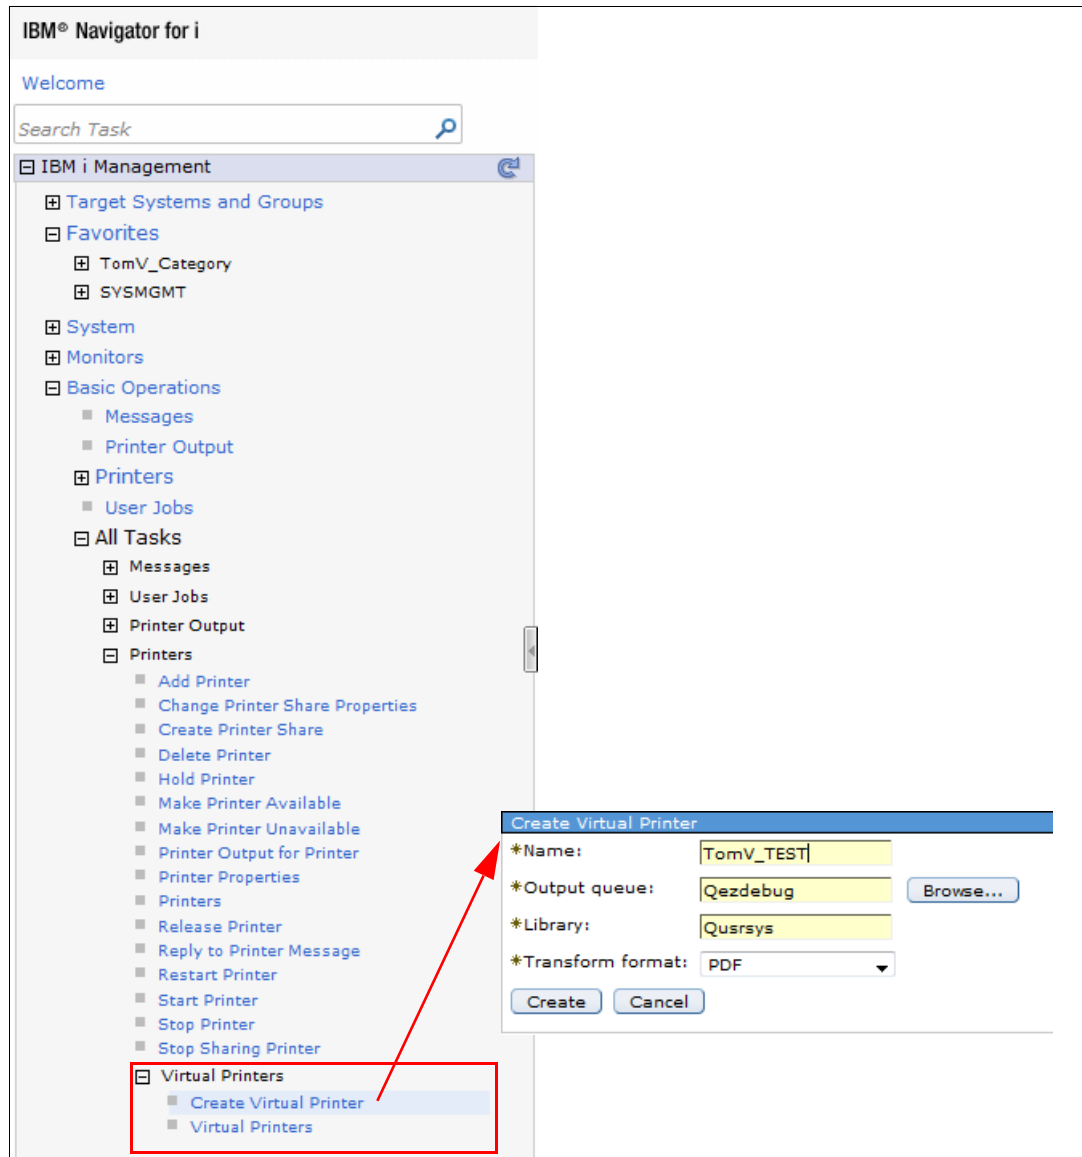 IBM® Navigator for i
Welcome
Search Task
IBM i Management
Target Systems and Groups
Favorites
TomV_Category
SYSMGMT
System
Monitors
Basic Operations
Messages
Printer Output
Printers
User Jobs
All Tasks
Messages
User Jobs
Printer Output
Printers
Add Printer
Change Printer Share Properties
Create Printer Share
Delete Printer
Hold Printer
Make Printer Available
Make Printer Unavailable
Printer Output for Printer
Printer Properties
Printers
Release Printer
Reply to Printer Message
Restart Printer
Start Printer
Stop Printer
Stop Sharing Printer
Virtual Printers
Create Virtual Printer
Virtual Printers
Create Virtual Printer
*Name: TomV_TEST
*Output queue: Qezdebug Browse...
*Library: Qusrsys
*Transform format: PDF
Create Cancel